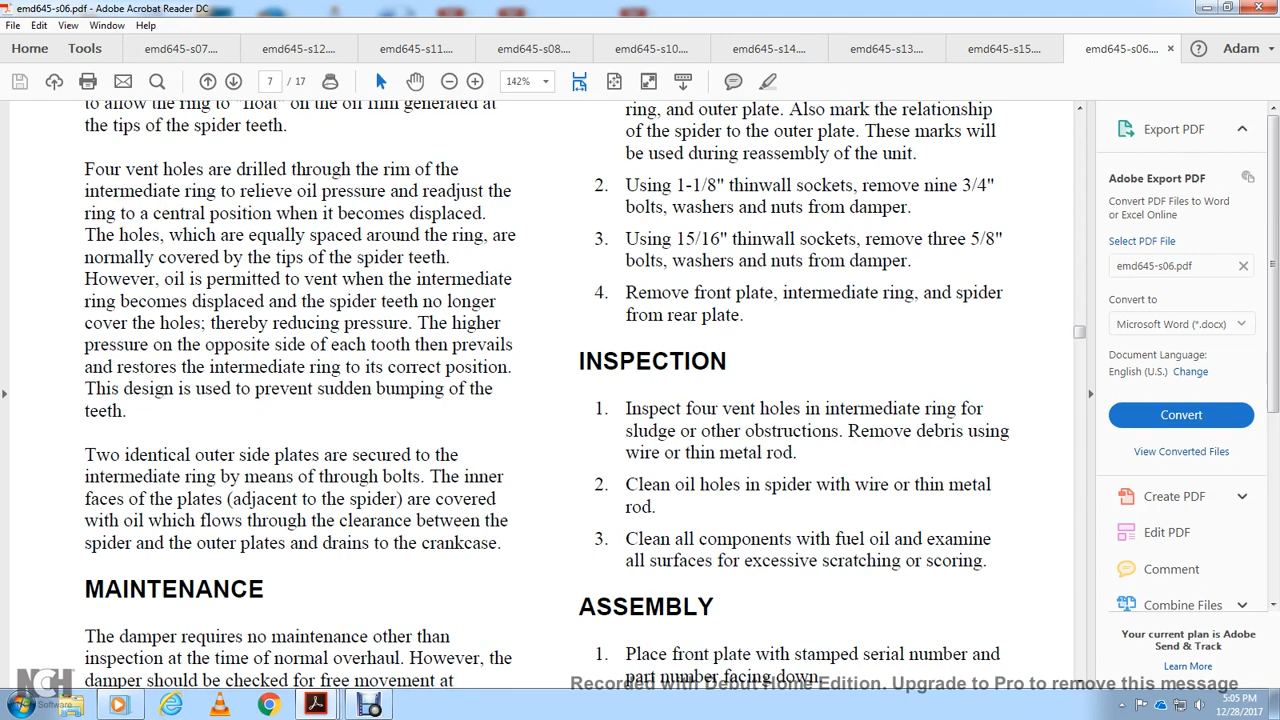 emd645-s06.pdf - Adobe Acrobat Reader DC
File Edit View Window Help
Home Tools emd645-s07.... emd645-s12.... emd645-s11.... emd645-s08.... emd645-s10.... emd645-s14.... emd645-s13.... emd645-s15.... emd645-s06.... × Adam
7 / 17 142%
to allow the ring to "float" on the oil film generated at
the tips of the spider teeth.
Four vent holes are drilled through the rim of the
intermediate ring to relieve oil pressure and readjust the
ring to a central position when it becomes displaced.
The holes, which are equally spaced around the ring, are
normally covered by the tips of the spider teeth.
However, oil is permitted to vent when the intermediate
ring becomes displaced and the spider teeth no longer
cover the holes; thereby reducing pressure. The higher
pressure on the opposite side of each tooth then prevails
and restores the intermediate ring to its correct position.
This design is used to prevent sudden bumping of the
teeth.
Two identical outer side plates are secured to the
intermediate ring by means of through bolts. The inner
faces of the plates (adjacent to the spider) are covered
with oil which flows through the clearance between the
spider and the outer plates and drains to the crankcase.
MAINTENANCE
The damper requires no maintenance other than
inspection at the time of normal overhaul. However, the
damper should be checked for free movement at
ring, and outer plate. Also mark the relationship
of the spider to the outer plate. These marks will
be used during reassembly of the unit.
2. Using 1-1/8" thinwall sockets, remove nine 3/4"
bolts, washers and nuts from damper.
3. Using 15/16" thinwall sockets, remove three 5/8"
bolts, washers and nuts from damper.
4. Remove front plate, intermediate ring, and spider
from rear plate.
INSPECTION
1. Inspect four vent holes in intermediate ring for
sludge or other obstructions. Remove debris using
wire or thin metal rod.
2. Clean oil holes in spider with wire or thin metal
rod.
3. Clean all components with fuel oil and examine
all surfaces for excessive scratching or scoring.
ASSEMBLY
1. Place front plate with stamped serial number and
part number facing down.
Export PDF
Adobe Export PDF
Convert PDF Files to Word
or Excel Online
Select PDF File
emd645-s06.pdf
Convert to
Microsoft Word (*.docx)
Document Language:
English (U.S.) Change
Convert
View Converted Files
Create PDF
Edit PDF
Comment
Combine Files
Your current plan is Adobe
Send & Track
Learn More
NCH
Software
Recorded with Debut Home Edition. Upgrade to Pro to remove this message
5:05 PM
12/28/2017